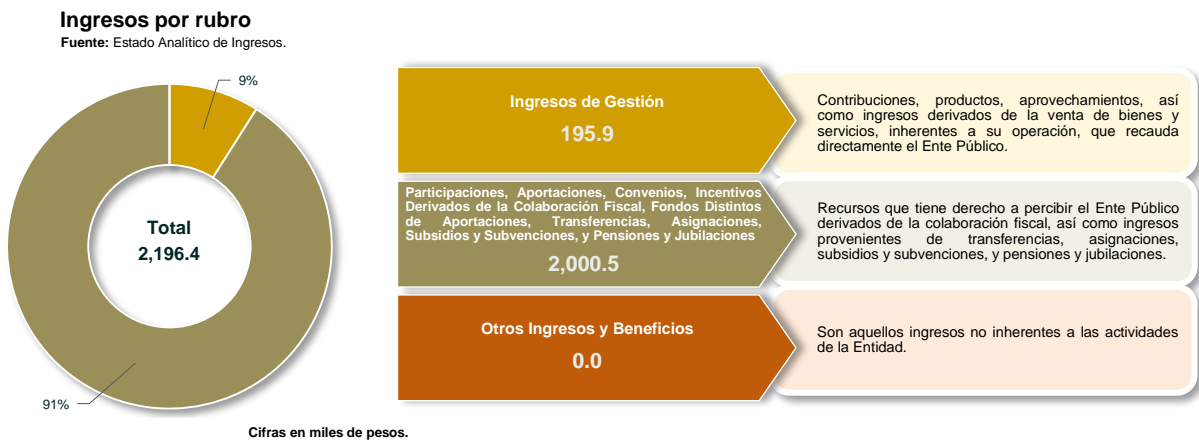 Ingresos por rubro
Fuente: Estado Analítico de Ingresos.
9%
Total
2,196.4
91%
Ingresos de Gestión
195.9
Contribuciones, productos, aprovechamientos, así
como ingresos derivados de la venta de bienes y
servicios, inherentes a su operación, que recauda
directamente el Ente Público.
Participaciones, Aportaciones, Convenios, Incentivos
Derivados de la Colaboración Fiscal, Fondos Distintos
de Aportaciones, Transferencias, Asignaciones,
Subsidios y Subvenciones, y Pensiones y Jubilaciones
2,000.5
Recursos que tiene derecho a percibir el Ente Público
derivados de la colaboración fiscal, así como ingresos
provenientes de transferencias, asignaciones,
subsidios y subvenciones, y pensiones y jubilaciones.
Otros Ingresos y Beneficios
0.0
Son aquellos ingresos no inherentes a las actividades
de la Entidad.
Cifras en miles de pesos.